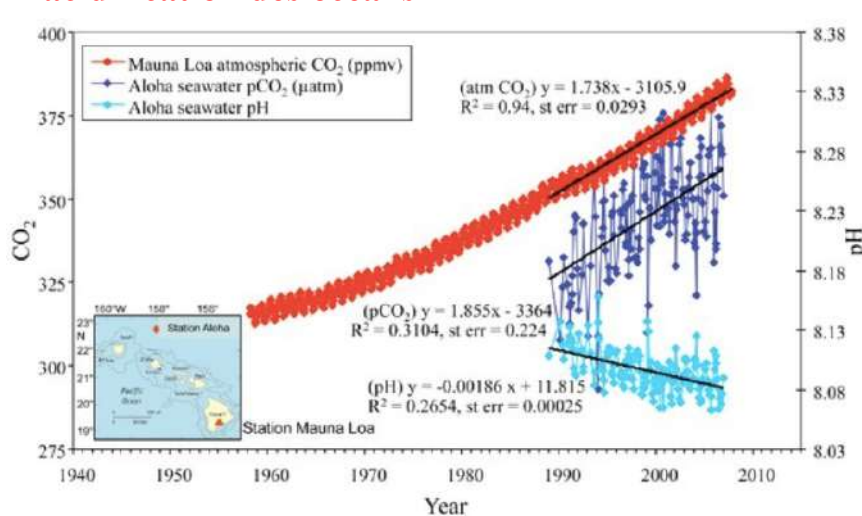 400
375
350
325
300
275
CO2
8.38
8.33
8.28
8.23
8.18
8.13
8.08
8.03
pH
Mauna Loa atmospheric CO2 (ppmv)
Aloha seawater pCO2 (µatm)
Aloha seawater pH
(atm CO2) y = 1.738x - 3105.9
R2 = 0.94, st err = 0.0293
(pCO2) y = 1.855x - 3364
R2 = 0.3104, st err = 0.224
(pH) y = -0.00186 x + 11.815
R2 = 0.2654, st err = 0.00025
160°W
158°
156°
23°
N
22°
21°
20°
19°
Station Aloha
Pacific
Ocean
Station Mauna Loa
1940
1950
1960
1970
1980
1990
2000
2010
Year